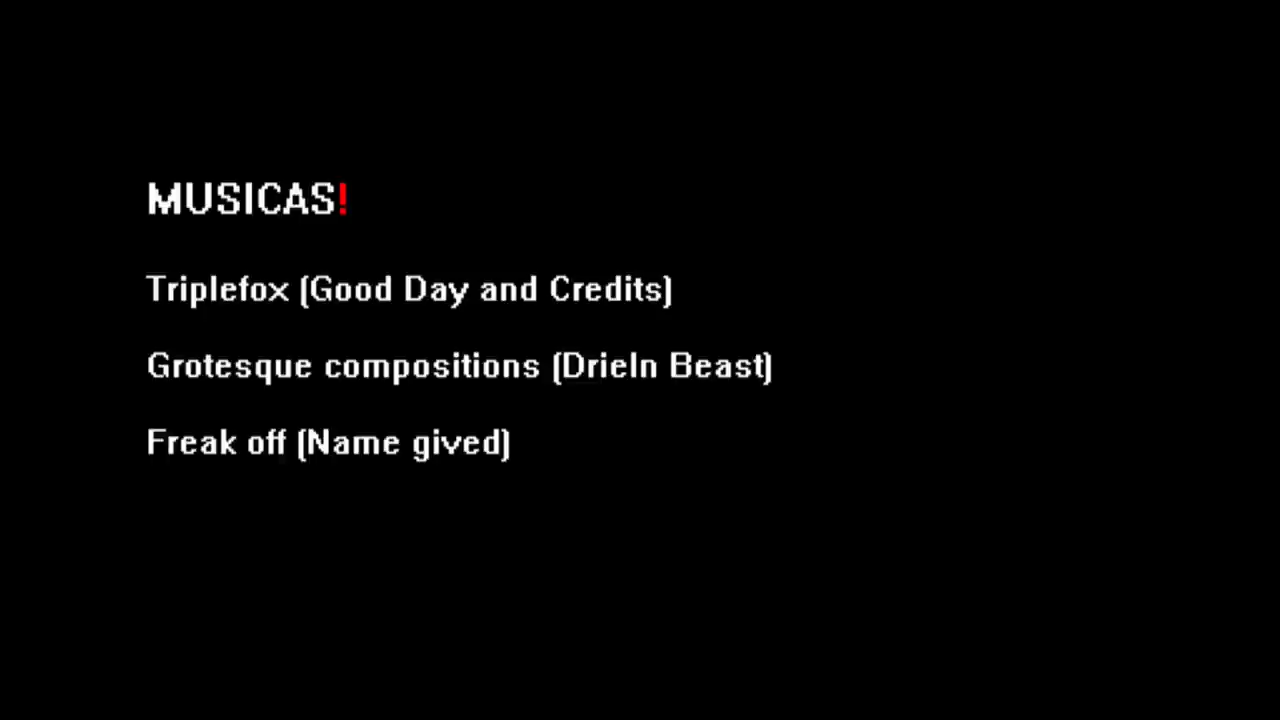 MUSICAS!
Triplefox (Good Day and Credits)
Grotesque compositions (DrieIn Beast)
Freak off (Name gived)